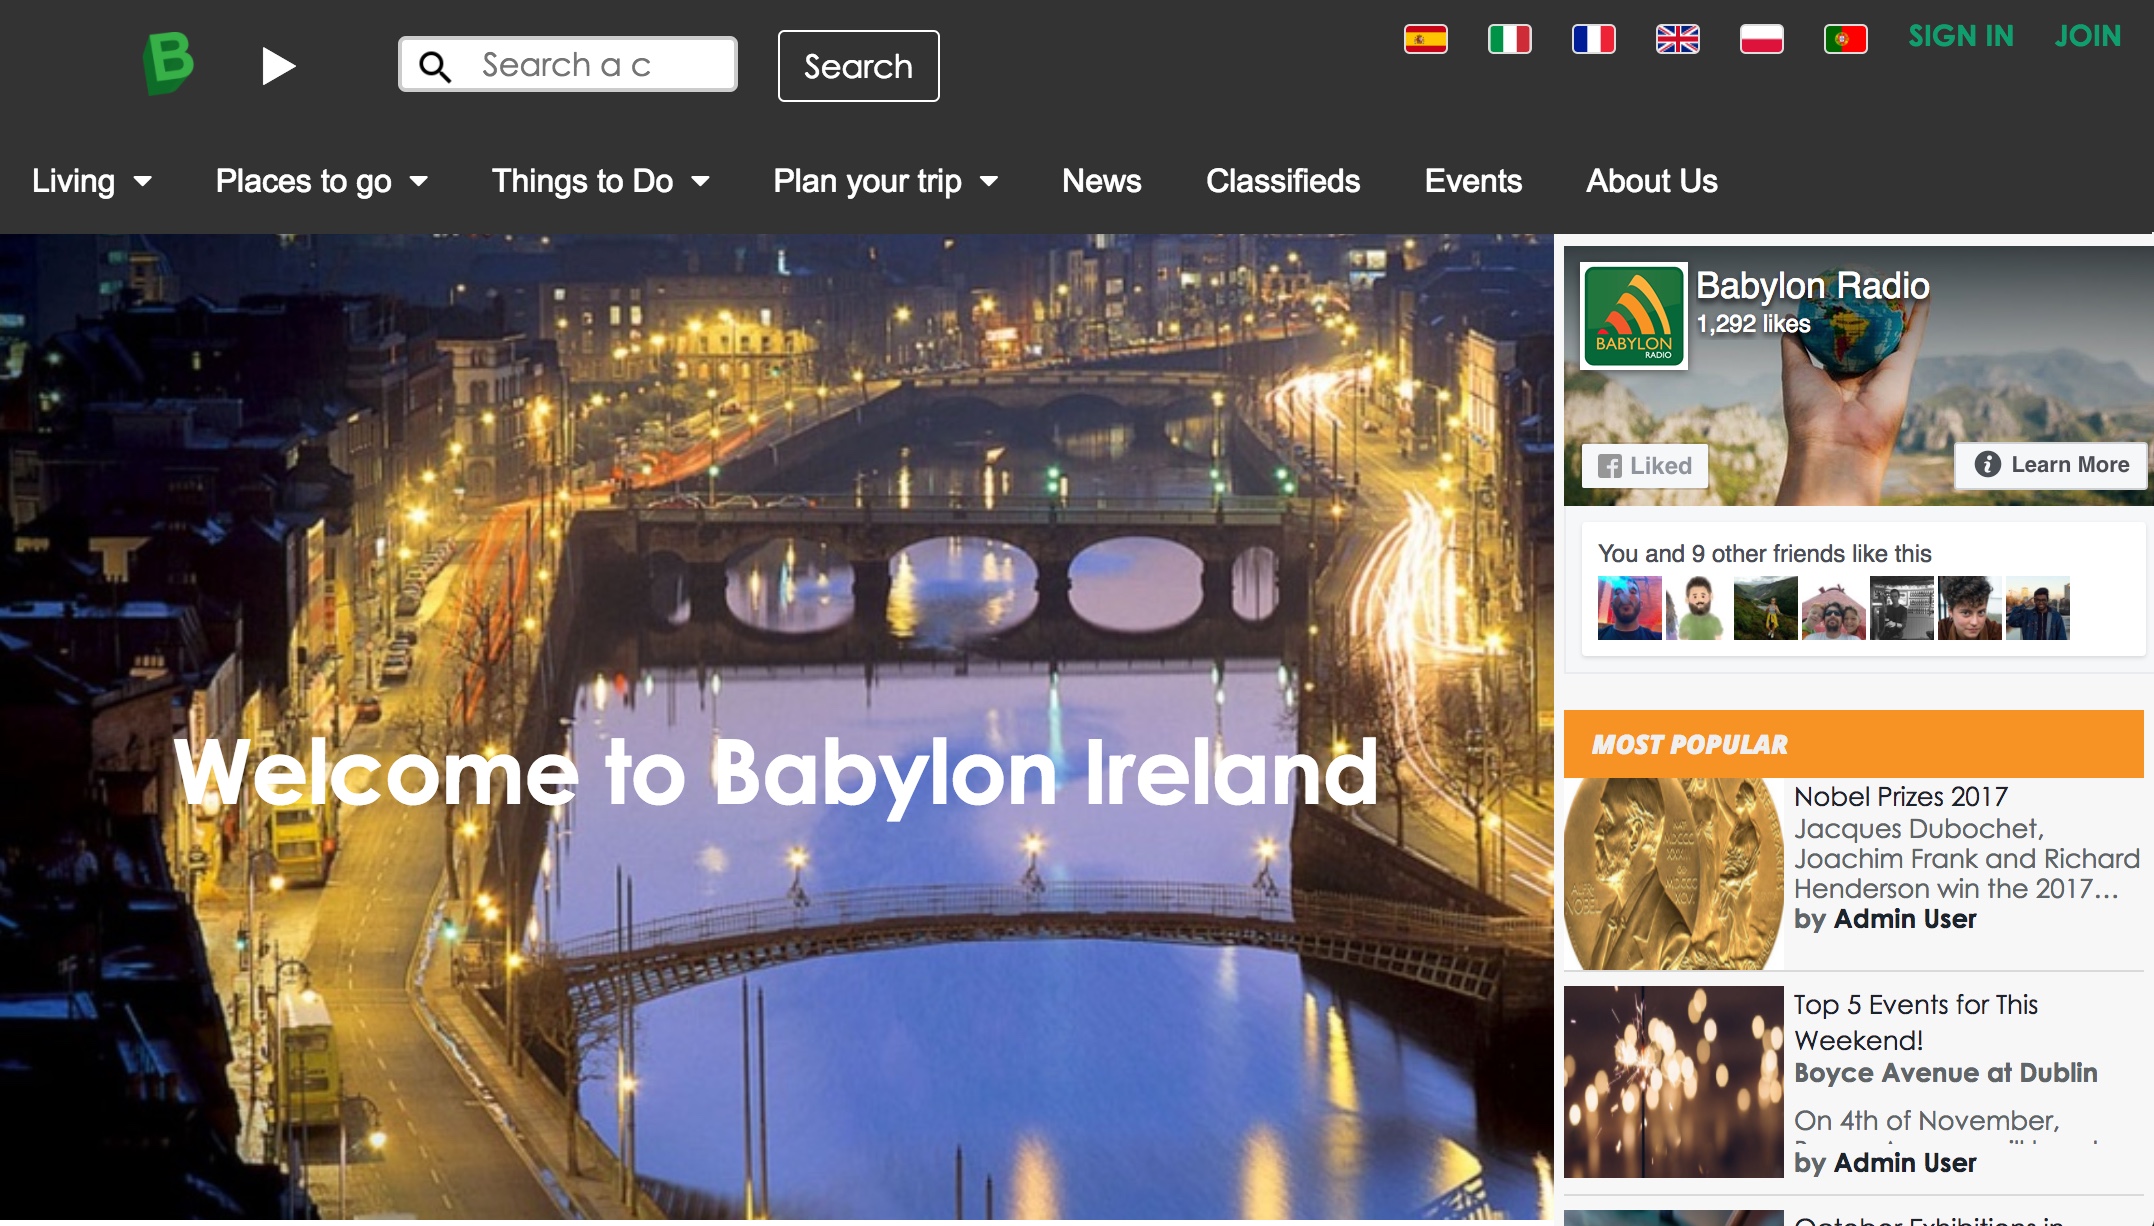 B
Search a c
Search
SIGN IN
JOIN
Living
Places to go
Things to Do
Plan your trip
News
Classifieds
Events
About Us
Welcome to Babylon Ireland
BABYLON
RADIO
Babylon Radio
1,292 likes
Liked
Learn More
You and 9 other friends like this
MOST POPULAR
Nobel Prizes 2017
Jacques Dubochet,
Joachim Frank and Richard
Henderson win the 2017...
by Admin User
Top 5 Events for This
Weekend!
Boyce Avenue at Dublin
On 4th of November,
by Admin User
October Exhibitions in